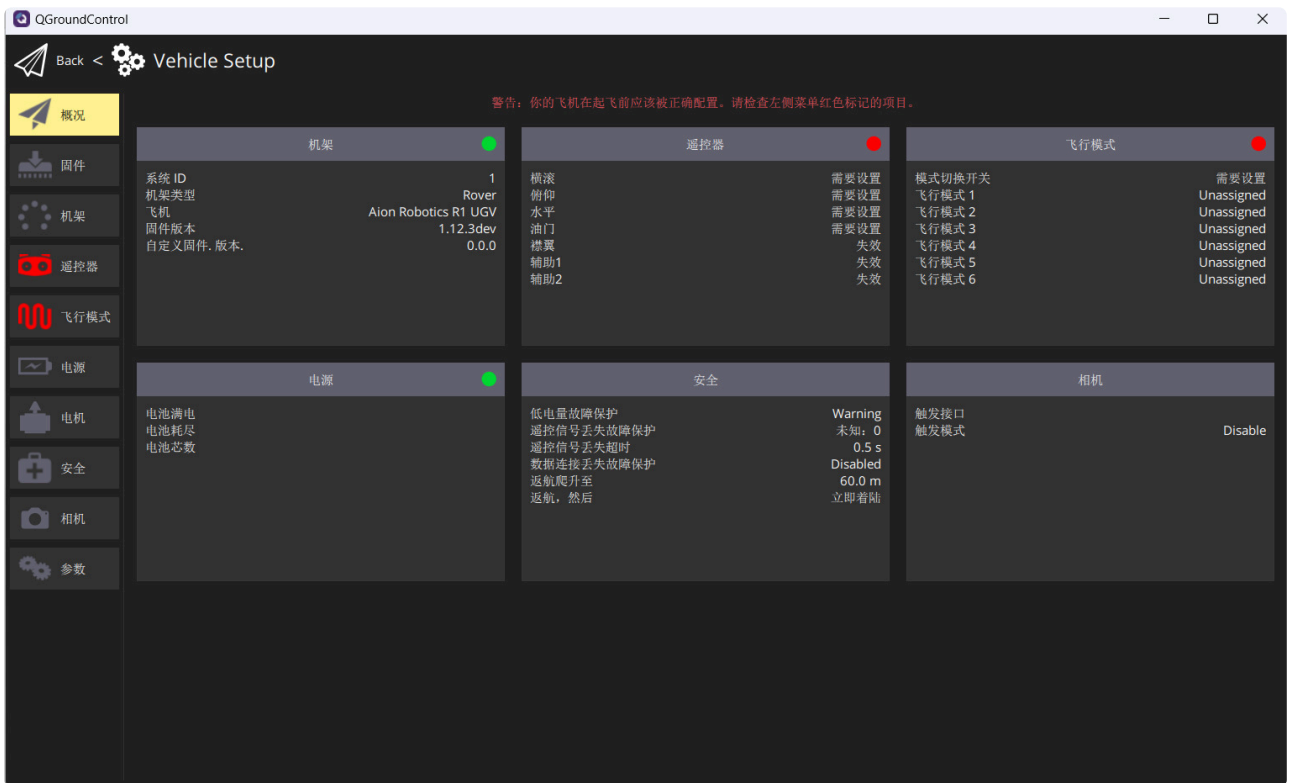 QGroundControl
Back < Vehicle Setup
概况
固件
机架
遥控器
飞行模式
电源
电机
安全
相机
参数
警告：你的飞机在起飞前应该被正确配置。请检查左侧菜单红色标记的项目。
机架
系统 ID 1
机架类型 Rover
飞机 Aion Robotics R1 UGV
固件版本 1.12.3dev
自定义固件. 版本. 0.0.0
遥控器
横滚 需要设置
俯仰 需要设置
水平 需要设置
油门 需要设置
襟翼 失效
辅助1 失效
辅助2 失效
飞行模式
模式切换开关 需要设置
飞行模式 1 Unassigned
飞行模式 2 Unassigned
飞行模式 3 Unassigned
飞行模式 4 Unassigned
飞行模式 5 Unassigned
飞行模式 6 Unassigned
电源
电池满电
电池耗尽
电池芯数
安全
低电量故障保护 Warning
遥控信号丢失故障保护 未知：0
遥控信号丢失超时 0.5 s
数据连接丢失故障保护 Disabled
返航爬升至 60.0 m
返航，然后 立即着陆
相机
触发接口
触发模式 Disable